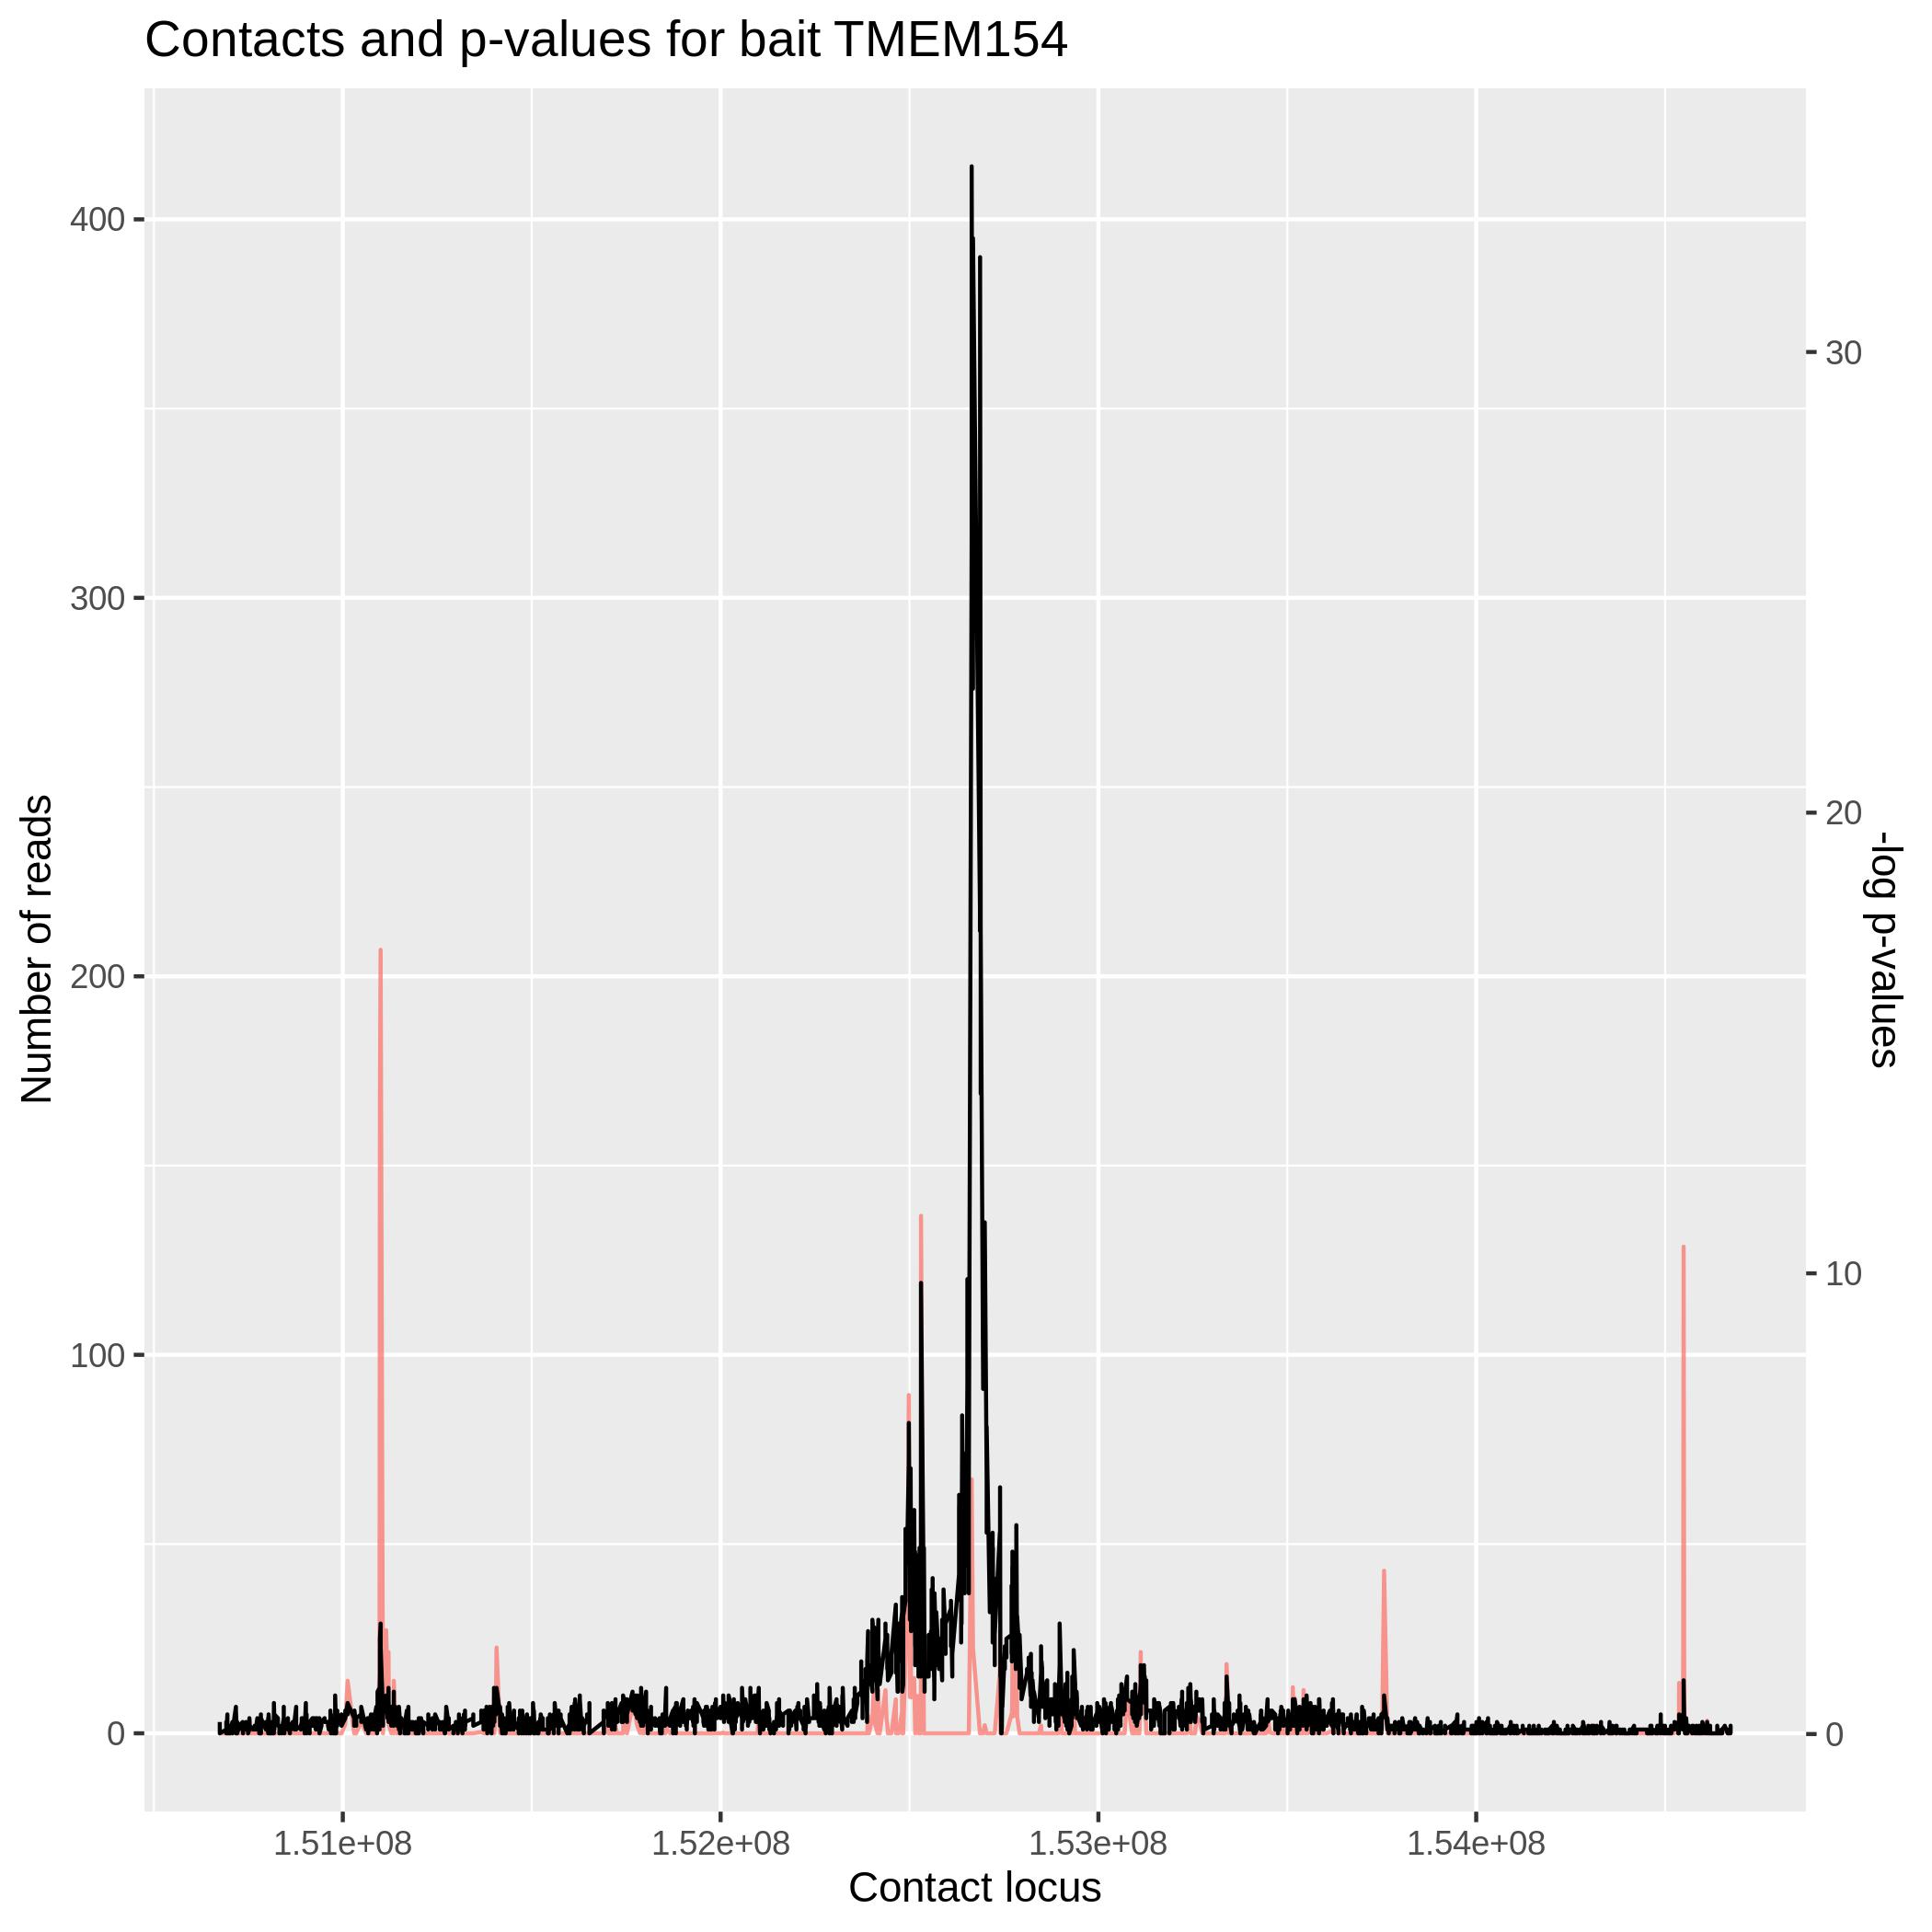 Contacts and p-values for bait TMEM154
400
300
200
100
0
Number of reads
30
20
10
0
-log p-values
1.51e+08
1.52e+08
1.53e+08
1.54e+08
Contact locus